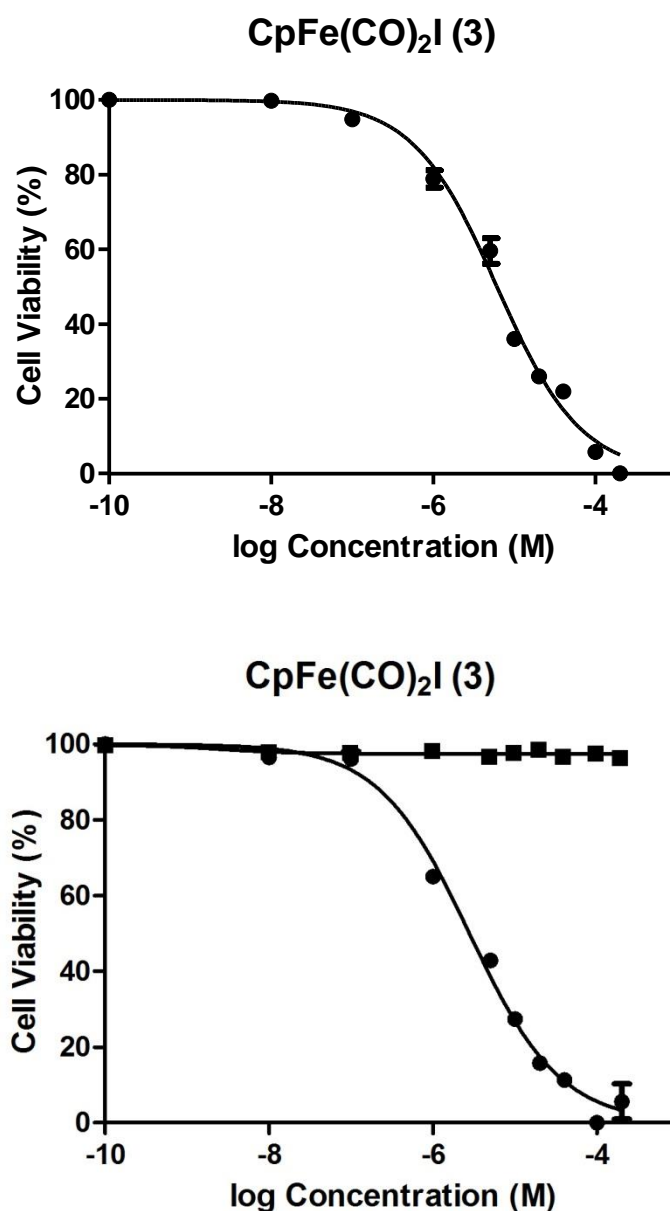 CpFe(CO)₂I (3)
100
80
60
40
20
0
Cell Viability (%)
-10 -8 -6 -4
log Concentration (M)
CpFe(CO)₂I (3)
100
80
60
40
20
0
Cell Viability (%)
-10 -8 -6 -4
log Concentration (M)